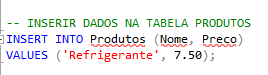 -- INSERIR DADOS NA TABELA PRODUTOS
INSERT INTO Produtos (Nome, Preco)
VALUES ('Refrigerante', 7.50);